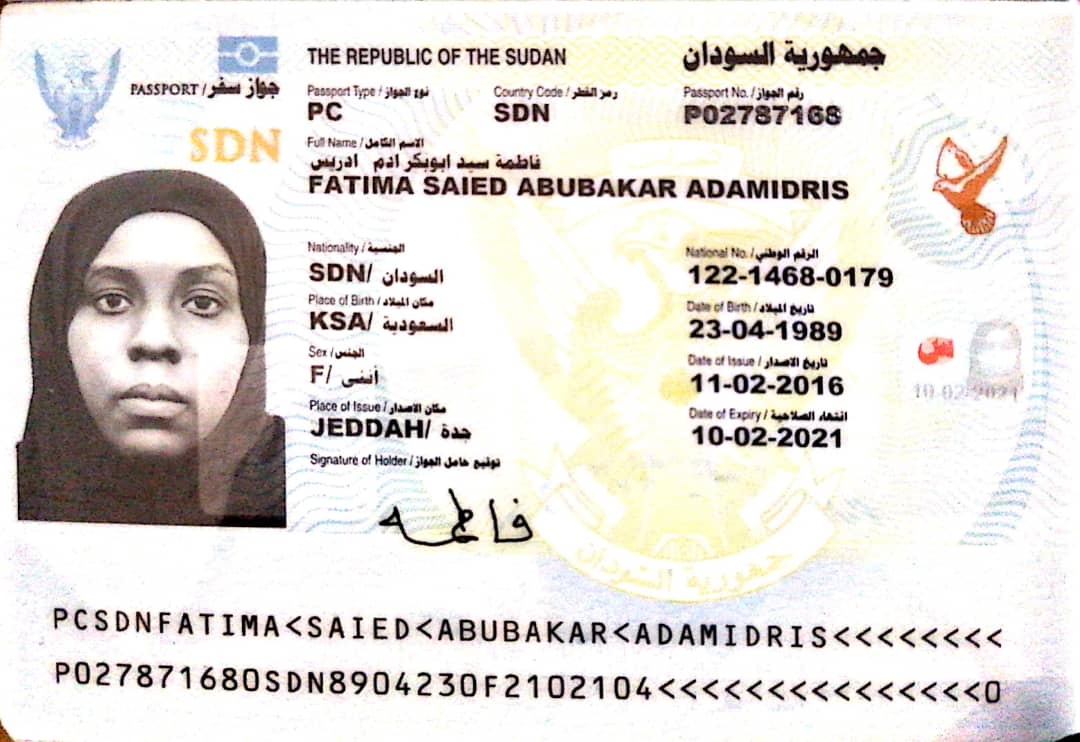 THE REPUBLIC OF THE SUDAN جمهورية السودان
PASSPORT / جواز سفر
Passport Type / نوع الجواز Country Code / رمز القطر Passport No. / رقم الجواز
PC SDN P02787168
SDN
Full Name / الاسم الكامل
فاطمة سيد ابوبكر ادم ادريس
FATIMA SAIED ABUBAKAR ADAMIDRIS
Nationality / الجنسية National No. / الرقم الوطني
SDN/ السودان 122-1468-0179
Place of Birth / مكان الميلاد Date of Birth / تاريخ الميلاد
KSA/ السعودية 23-04-1989
Sex / الجنس Date of Issue / تاريخ الاصدار
F/ أنثى 11-02-2016
Place of Issue / مكان الاصدار Date of Expiry / انتهاء الصلاحية
JEDDAH/ جدة 10-02-2021
س
10-02-2021
Signature of Holder / توقيع حامل الجواز
فاطمه
جمهورية السودان
PCSDNFATIMA<SAIED<ABUBAKAR<ADAMIDRIS<<<<<<<<
P027871680SDN8904230F2102104<<<<<<<<<<<<<<<0